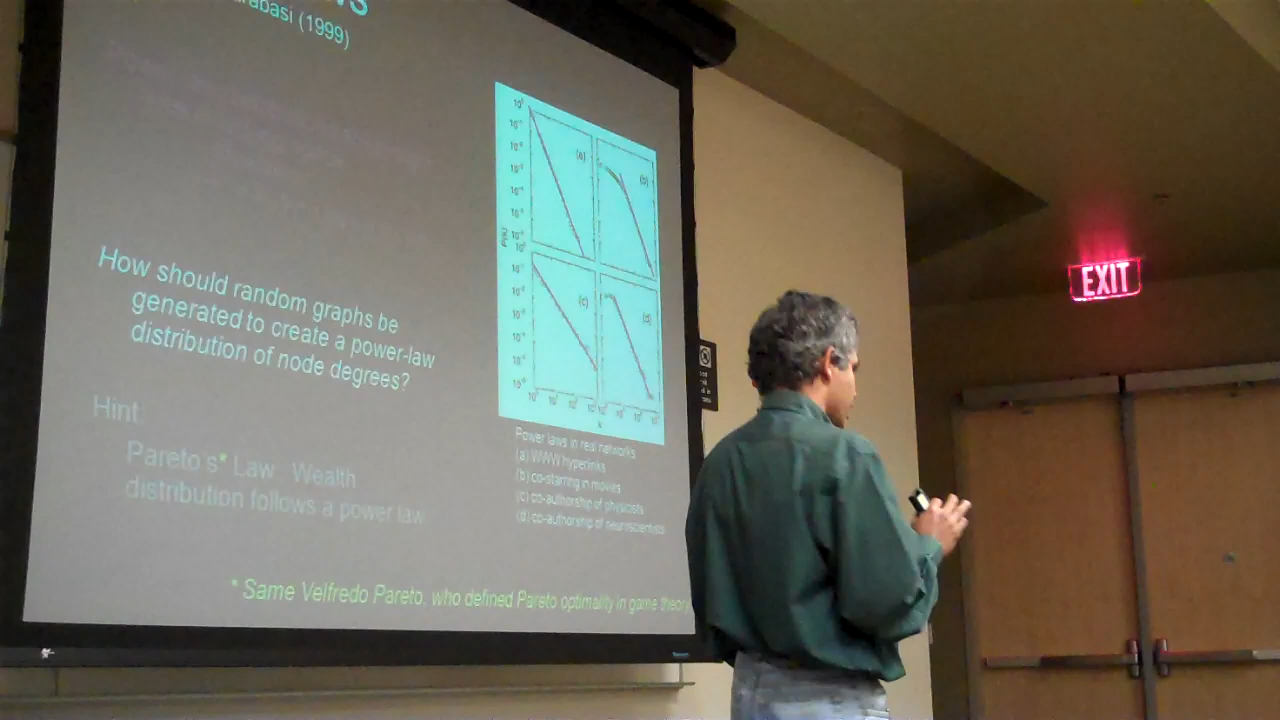 arabasi (1999)
How should random graphs be
generated to create a power-law
distribution of node degrees?
Hint:
Pareto's* Law Wealth
distribution follows a power law
* Same Velfredo Pareto, who defined Pareto optimality in game theory
(a)
(b)
(c)
(d)
Power laws in real networks
(a) WWW hyperlinks
(b) co-starring in movies
(c) co-authorship of physicists
(d) co-authorship of neuroscientists
EXIT